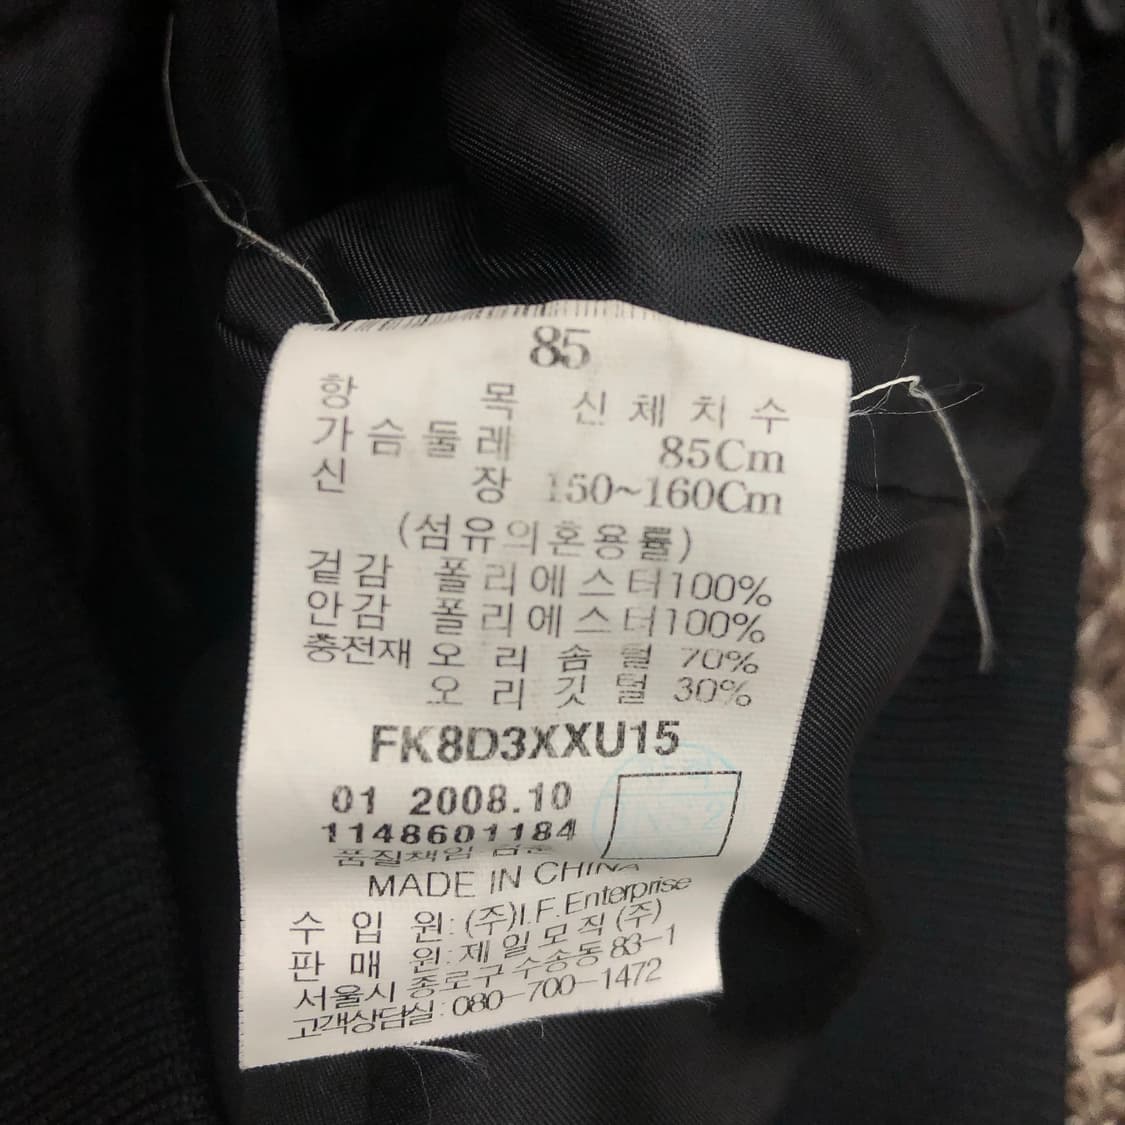 85
항 목 신 체 치 수
가 슴 둘 레 85Cm
신 장 150~160Cm
(섬유의혼용률)
겉감 폴리에스터100%
안감 폴리에스터100%
충전재 오 리 솜 털 70%
오 리 깃 털 30%
FK8D3XXU15
01 2008.10
1148601184
품질책임
MADE IN CHINA
수 입 원: (주)I.F.Enterprise
판 매 원: 제일모직(주)
서울시 종로구 수송동 83-1
고객상담실: 080-700-1472